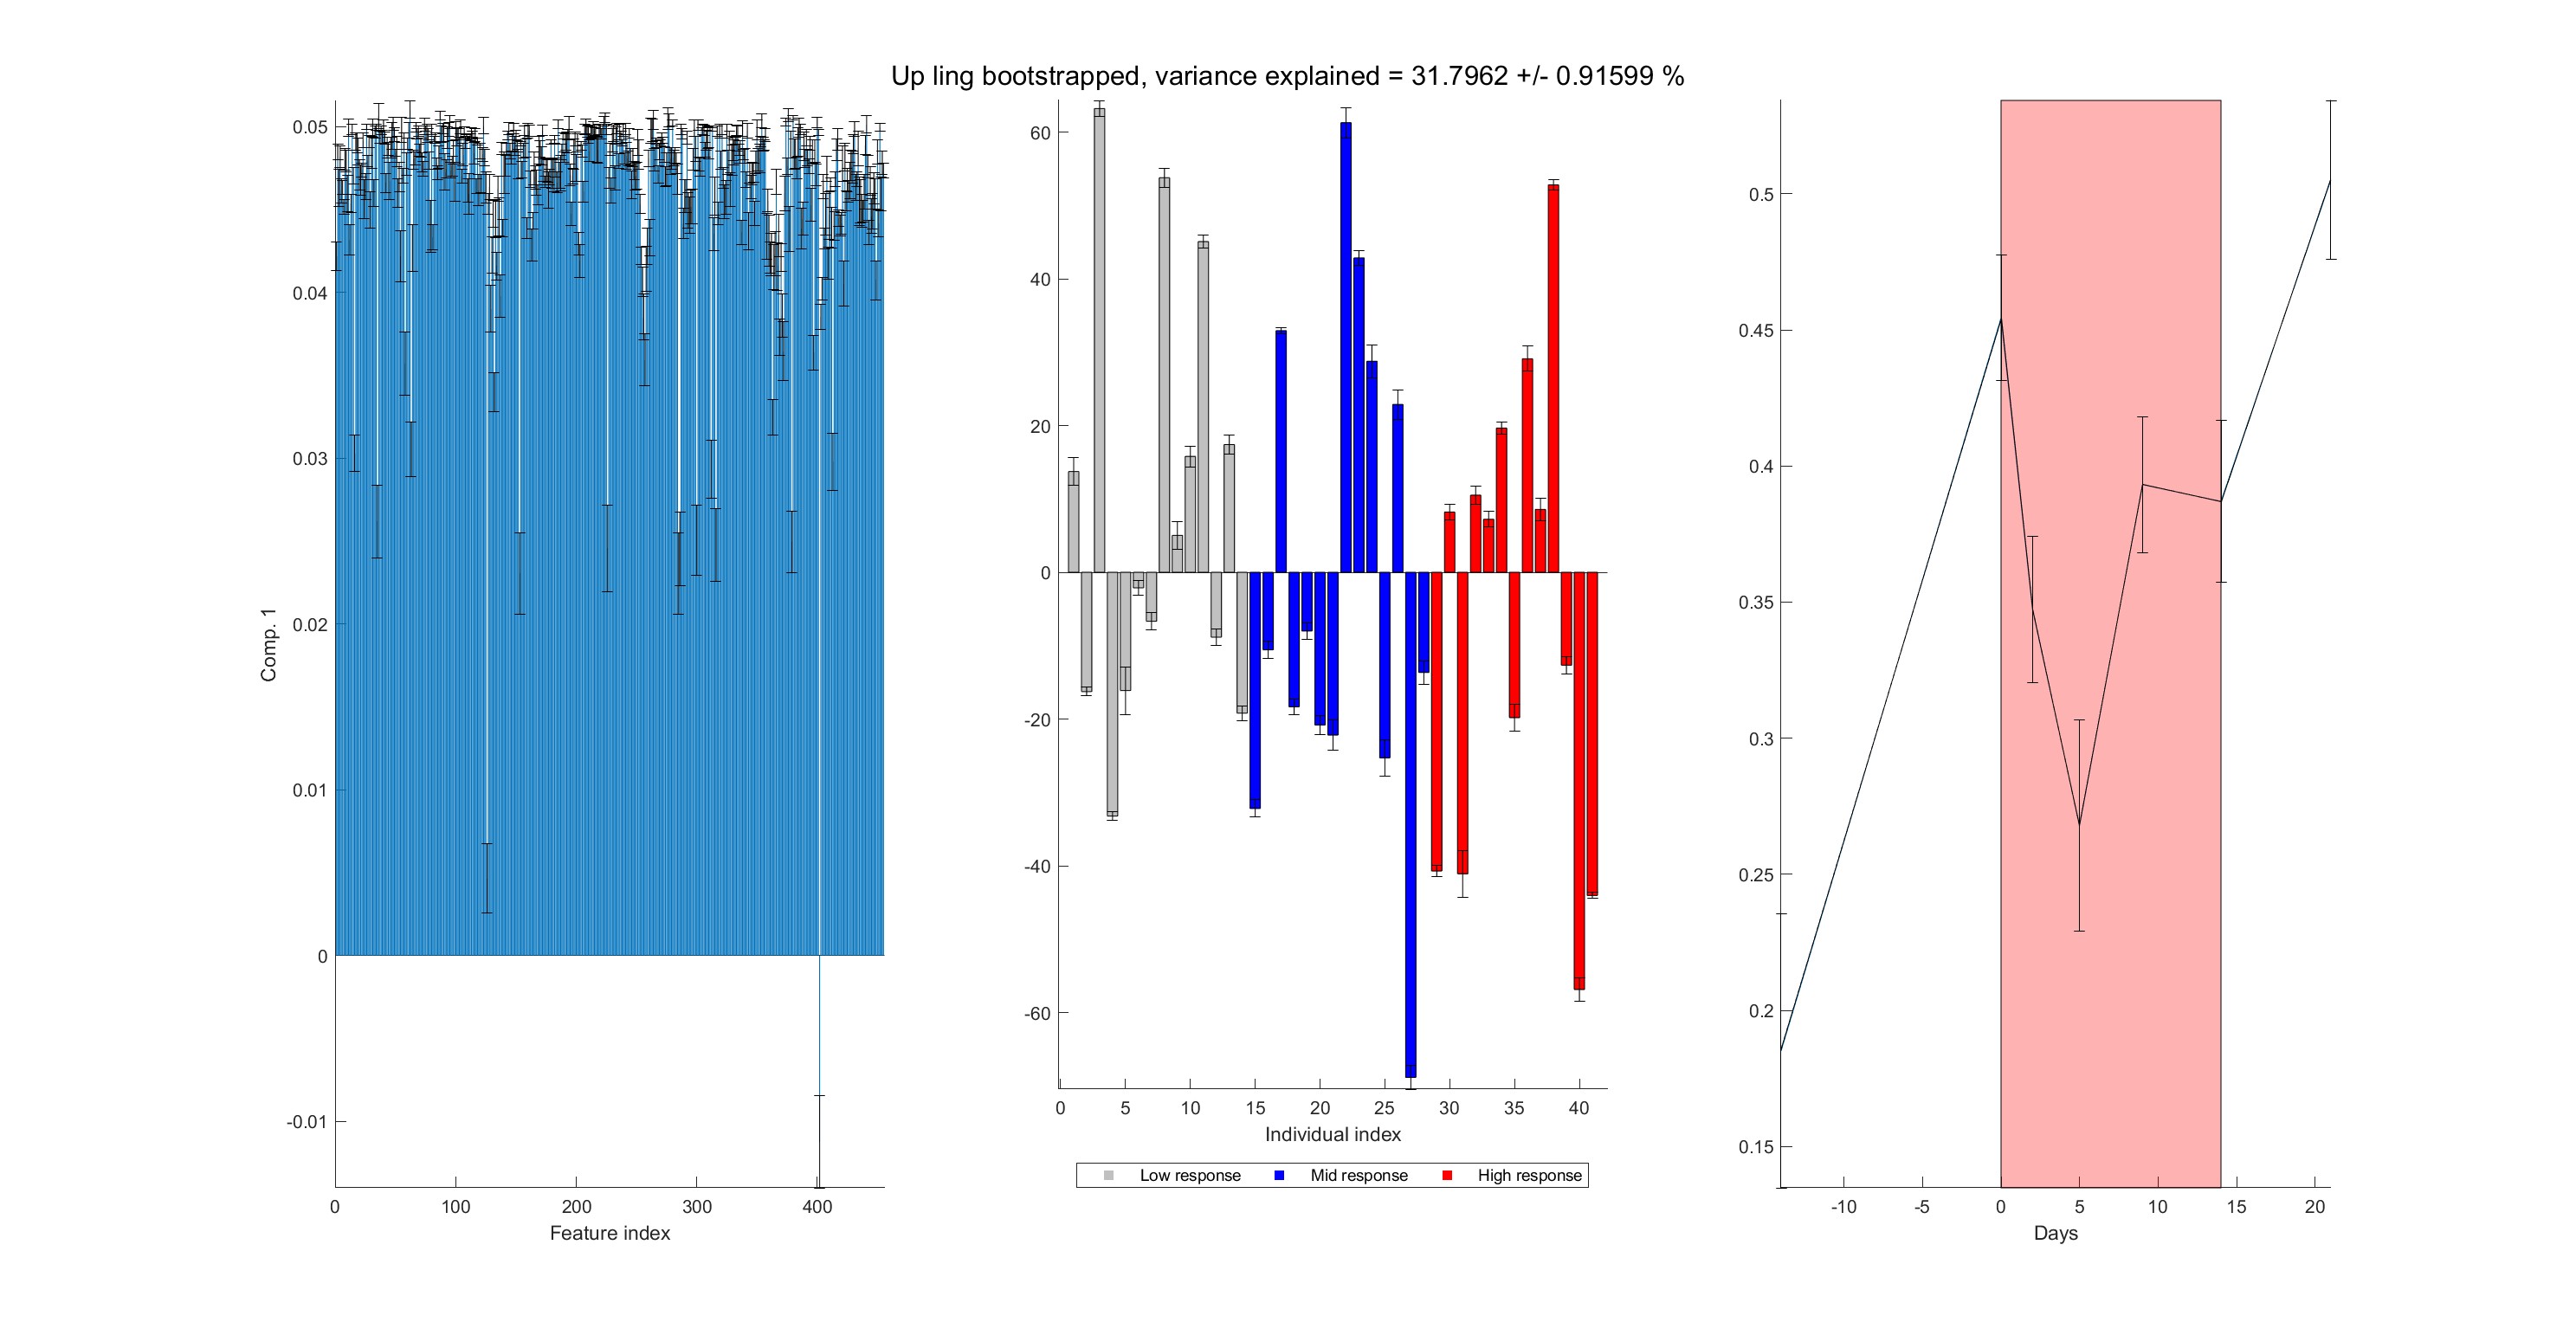 Up ling bootstrapped, variance explained = 31.7962 +/- 0.91599 %
Comp. 1
0.05
0.04
0.03
0.02
0.01
0
-0.01
0 100 200 300 400
Feature index
60
40
20
0
-20
-40
-60
0 5 10 15 20 25 30 35 40
Individual index
Low response Mid response High response
0.5
0.45
0.4
0.35
0.3
0.25
0.2
0.15
-10 -5 0 5 10 15 20
Days